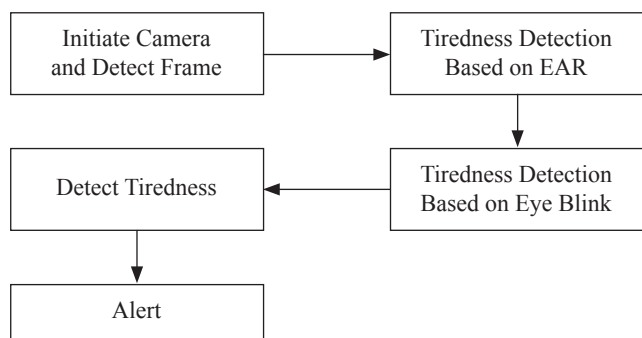 Initiate Camera
and Detect Frame
Tiredness Detection
Based on EAR
Tiredness Detection
Based on Eye Blink
Detect Tiredness
Alert